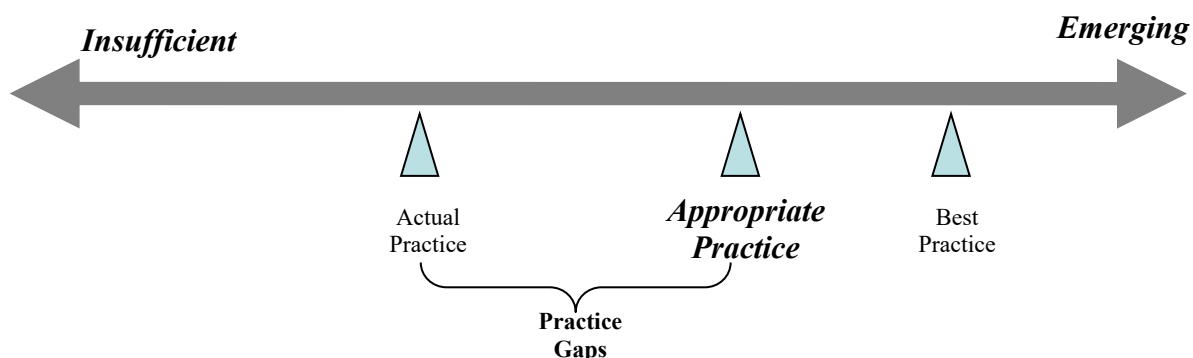 Insufficient
Emerging
Actual
Practice
Appropriate
Practice
Best
Practice
Practice
Gaps